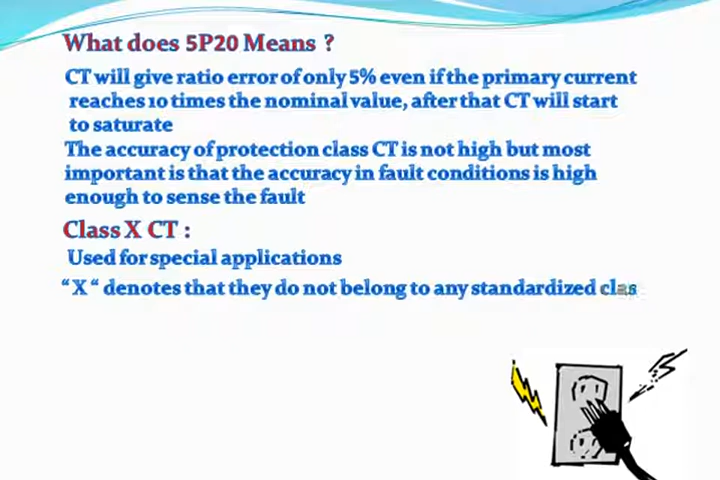 What does 5P20 Means ?
CT will give ratio error of only 5% even if the primary current
reaches 10 times the nominal value, after that CT will start
to saturate
The accuracy of protection class CT is not high but most
important is that the accuracy in fault conditions is high
enough to sense the fault
Class X CT :
Used for special applications
“ X “ denotes that they do not belong to any standardized clas